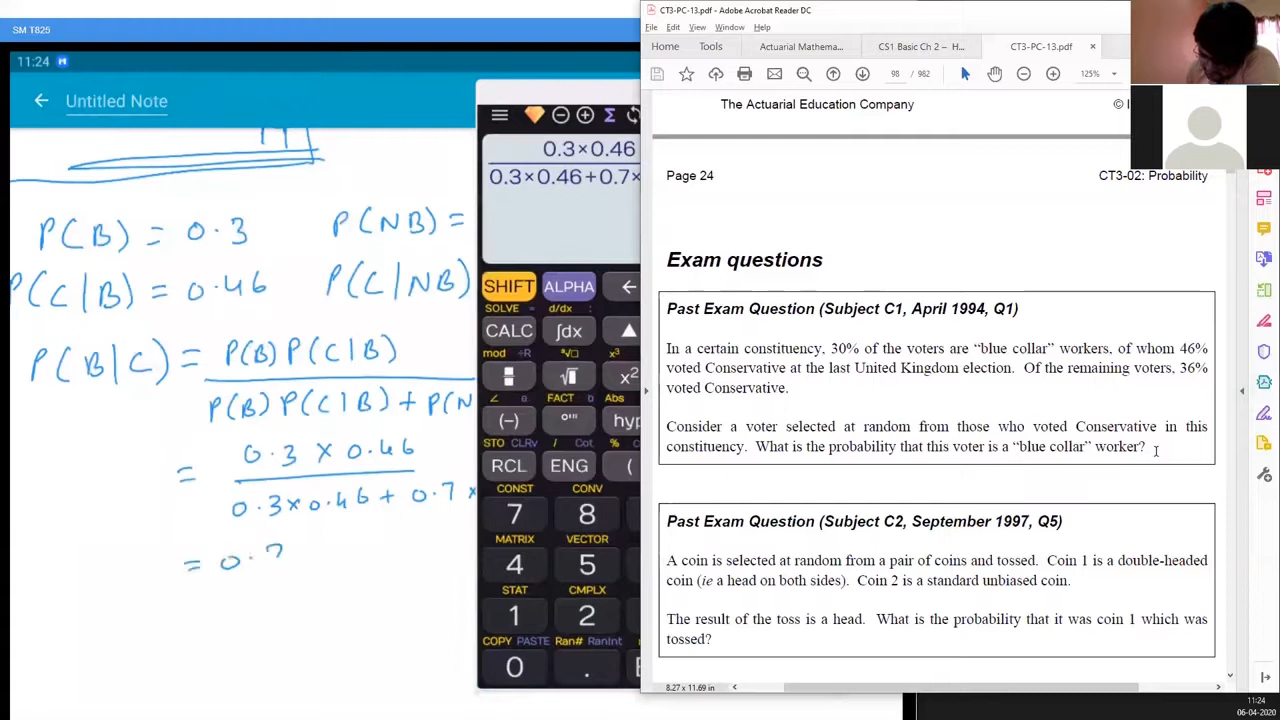 SM T825
11:24
Untitled Note
P(B) = 0.3
P(NB) =
P(C|B) = 0.46
P(C|NB)
P(B|C) = P(B) P(C|B)
P(B) P(C|B) + P(N
= 0.3 × 0.46
0.3×0.46 + 0.7 ×
= 0.7
0.3×0.46
0.3×0.46+0.7×
SHIFT
ALPHA
SOLVE =
d/dx:
CALC
∫dx
mod
÷R
³√□
x³
√
x²
∠
a
FACT
Abs
(−)
°'"
hyp
STO
CLRv
i
Cot
%
RCL
ENG
(
CONST
CONV
7
8
MATRIX
VECTOR
4
5
STAT
CMPLX
1
2
COPY
PASTE
Ran#
RanInt
0
.
CT3-PC-13.pdf - Adobe Acrobat Reader DC
File Edit View Window Help
Home
Tools
Actuarial Mathema...
CS1 Basic Ch 2 – H...
CT3-PC-13.pdf
×
98 / 982
125%
The Actuarial Education Company
©
Page 24
CT3-02: Probability
Exam questions
Past Exam Question (Subject C1, April 1994, Q1)
In a certain constituency, 30% of the voters are “blue collar” workers, of whom 46%
voted Conservative at the last United Kingdom election. Of the remaining voters, 36%
voted Conservative.
Consider a voter selected at random from those who voted Conservative in this
constituency. What is the probability that this voter is a “blue collar” worker?
Past Exam Question (Subject C2, September 1997, Q5)
A coin is selected at random from a pair of coins and tossed. Coin 1 is a double-headed
coin (ie a head on both sides). Coin 2 is a standard unbiased coin.
The result of the toss is a head. What is the probability that it was coin 1 which was
tossed?
8.27 x 11.69 in
11:24
06-04-2020